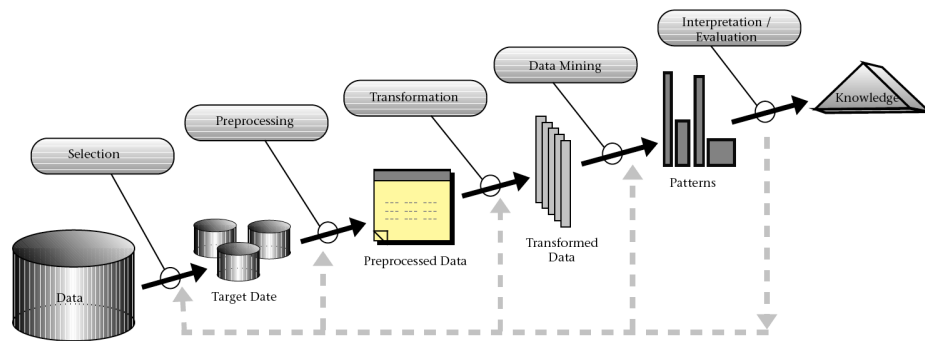 Interpretation /
Evaluation
Data Mining
Transformation
Preprocessing
Selection
Knowledge
Patterns
Transformed
Data
Preprocessed Data
Target Date
Data